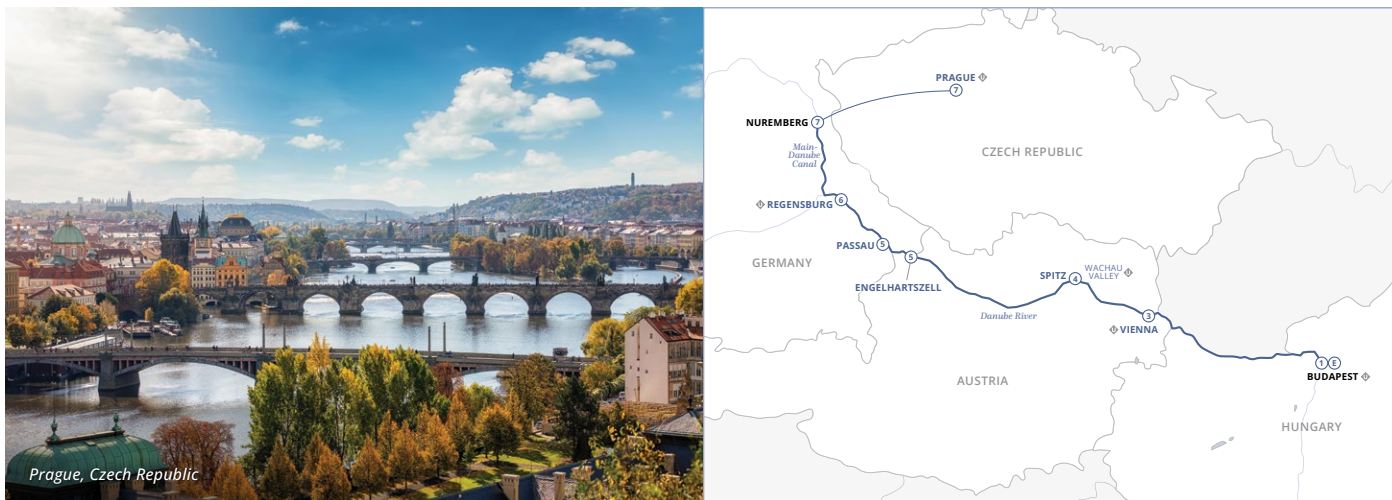 Prague, Czech Republic
PRAGUE
7
NUREMBERG 7
Main-
Danube
Canal
CZECH REPUBLIC
REGENSBURG 6
PASSAU 5
5
GERMANY
ENGELHARTSZELL
SPITZ 4
WACHAU
VALLEY
Danube River
3
VIENNA
1 E
BUDAPEST
AUSTRIA
HUNGARY